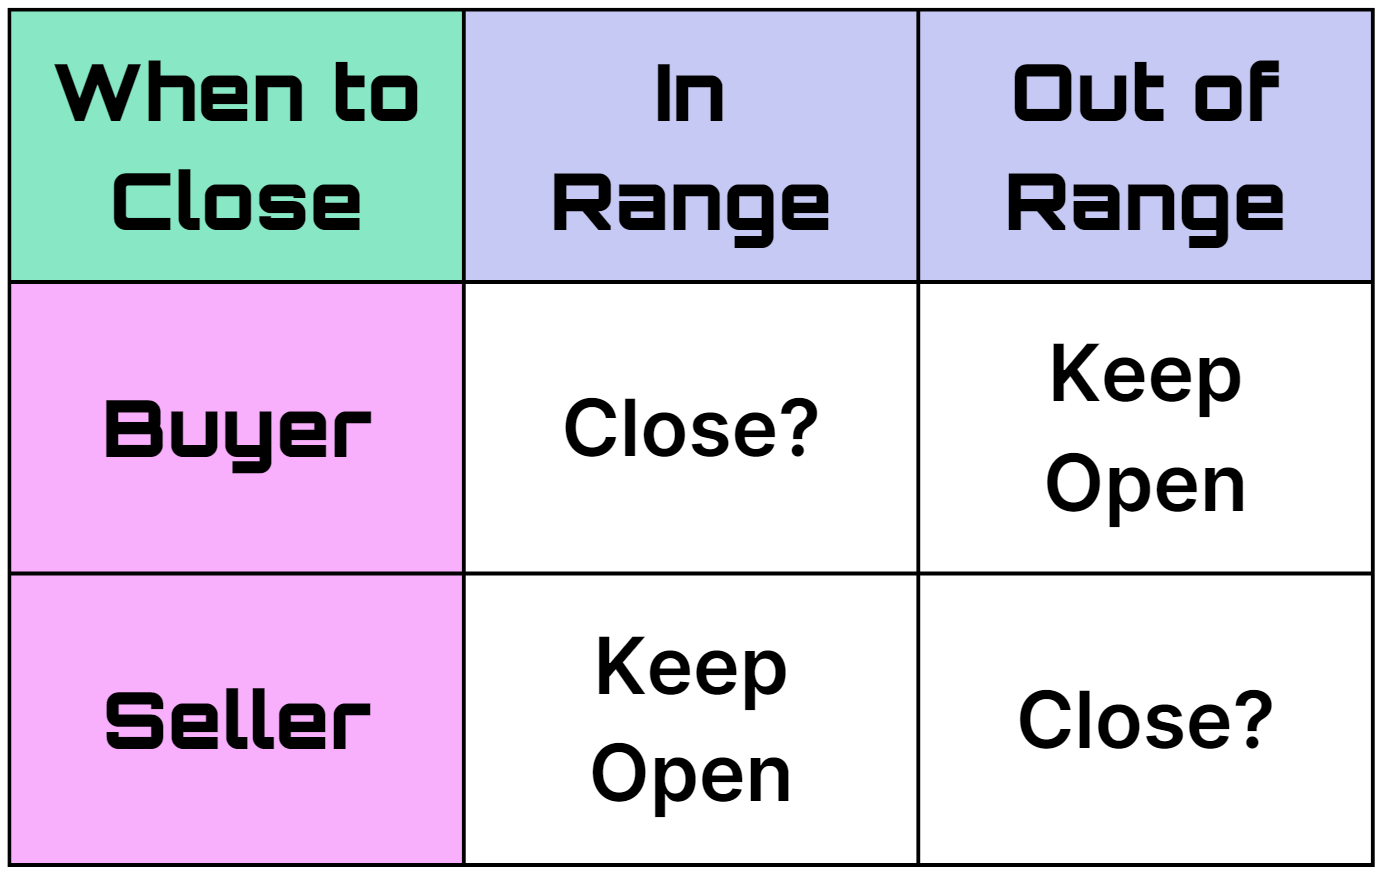 When to
Close
In
Range
Out of
Range
Buyer
Close?
Keep
Open
Seller
Keep
Open
Close?